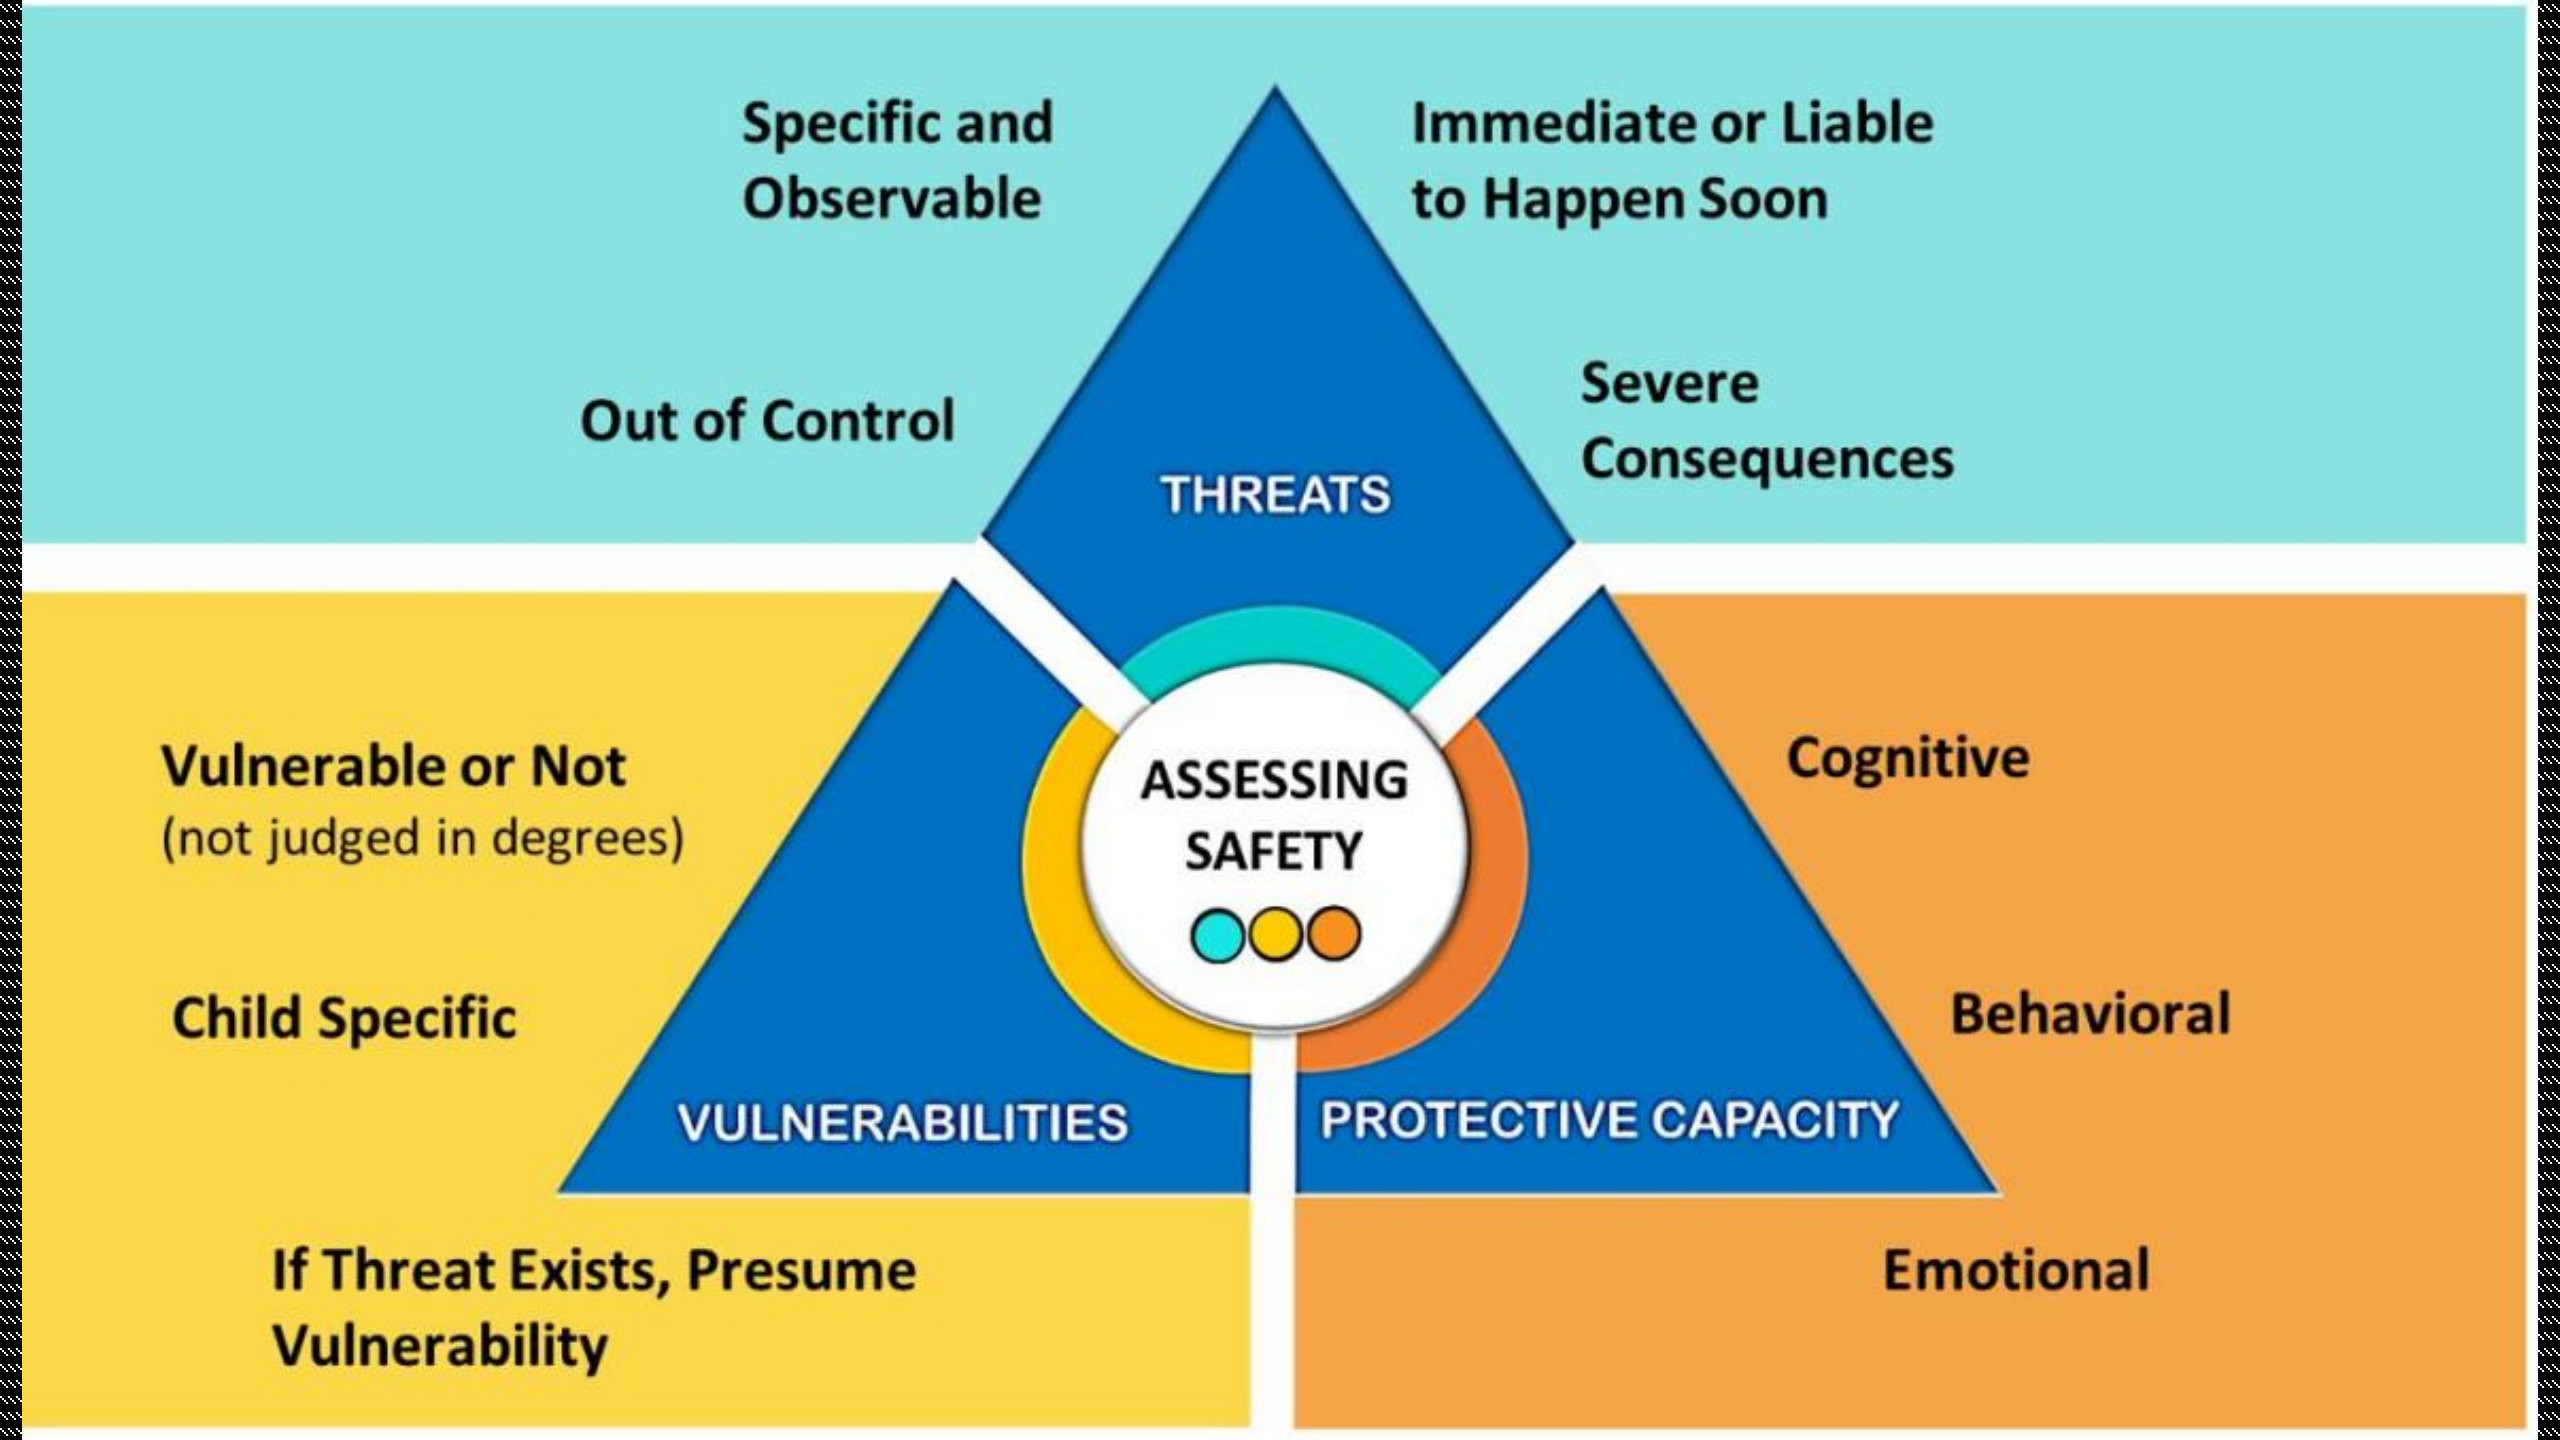 Specific and
Observable
Immediate or Liable
to Happen Soon
Out of Control
Severe
Consequences
THREATS
Vulnerable or Not
(not judged in degrees)
Child Specific
If Threat Exists, Presume
Vulnerability
VULNERABILITIES
ASSESSING
SAFETY
PROTECTIVE CAPACITY
Cognitive
Behavioral
Emotional